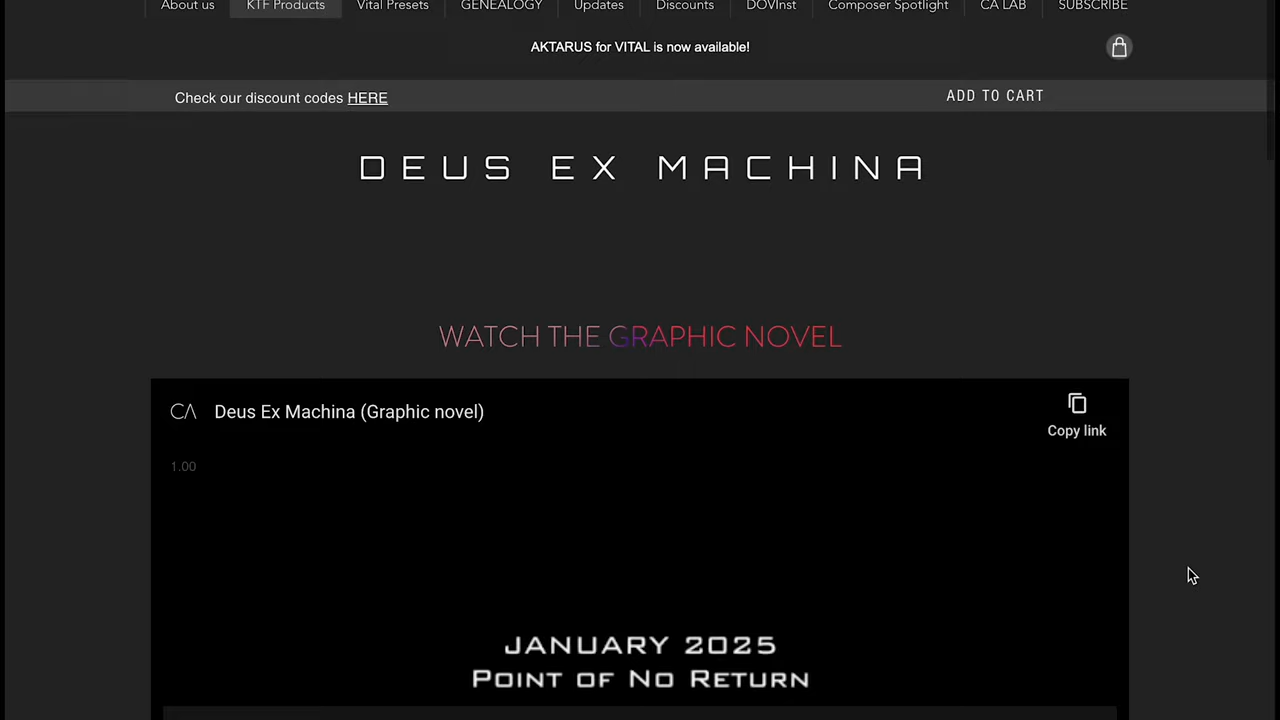 About us KTF Products Vital Presets GENEALOGY Updates Discounts DOVInst Composer Spotlight CA LAB SUBSCRIBE
AKTARUS for VITAL is now available!
Check our discount codes HERE ADD TO CART
DEUS EX MACHINA
WATCH THE GRAPHIC NOVEL
CA Deus Ex Machina (Graphic novel)
Copy link
1.00
JANUARY 2025
POINT OF NO RETURN